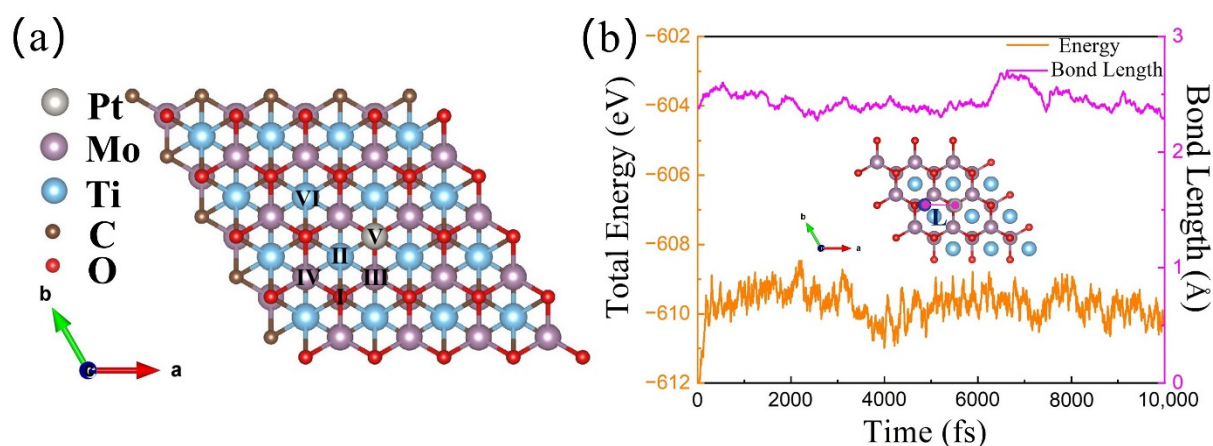 (a)
Pt
Mo
Ti
C
O
b
a
c
VI
V
II
IV
III
I
(b)
Total Energy (eV)
−602
−604
−606
−608
−610
−612
Energy
Bond Length
L
b
a
3
2
1
0
Bond Length (Å)
0
2000
4000
6000
8000
10,000
Time (fs)